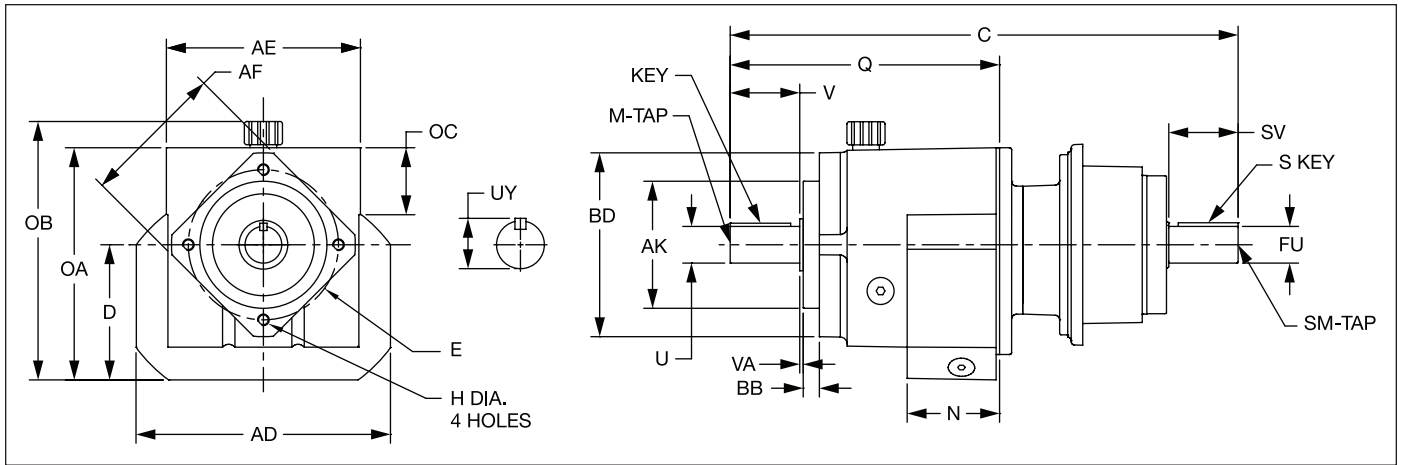 AE
AF
OC
OB
OA
D
UY
E
H DIA.
4 HOLES
AD
C
Q
KEY
V
M-TAP
SV
S KEY
BD
AK
FU
U
VA
BB
N
SM-TAP